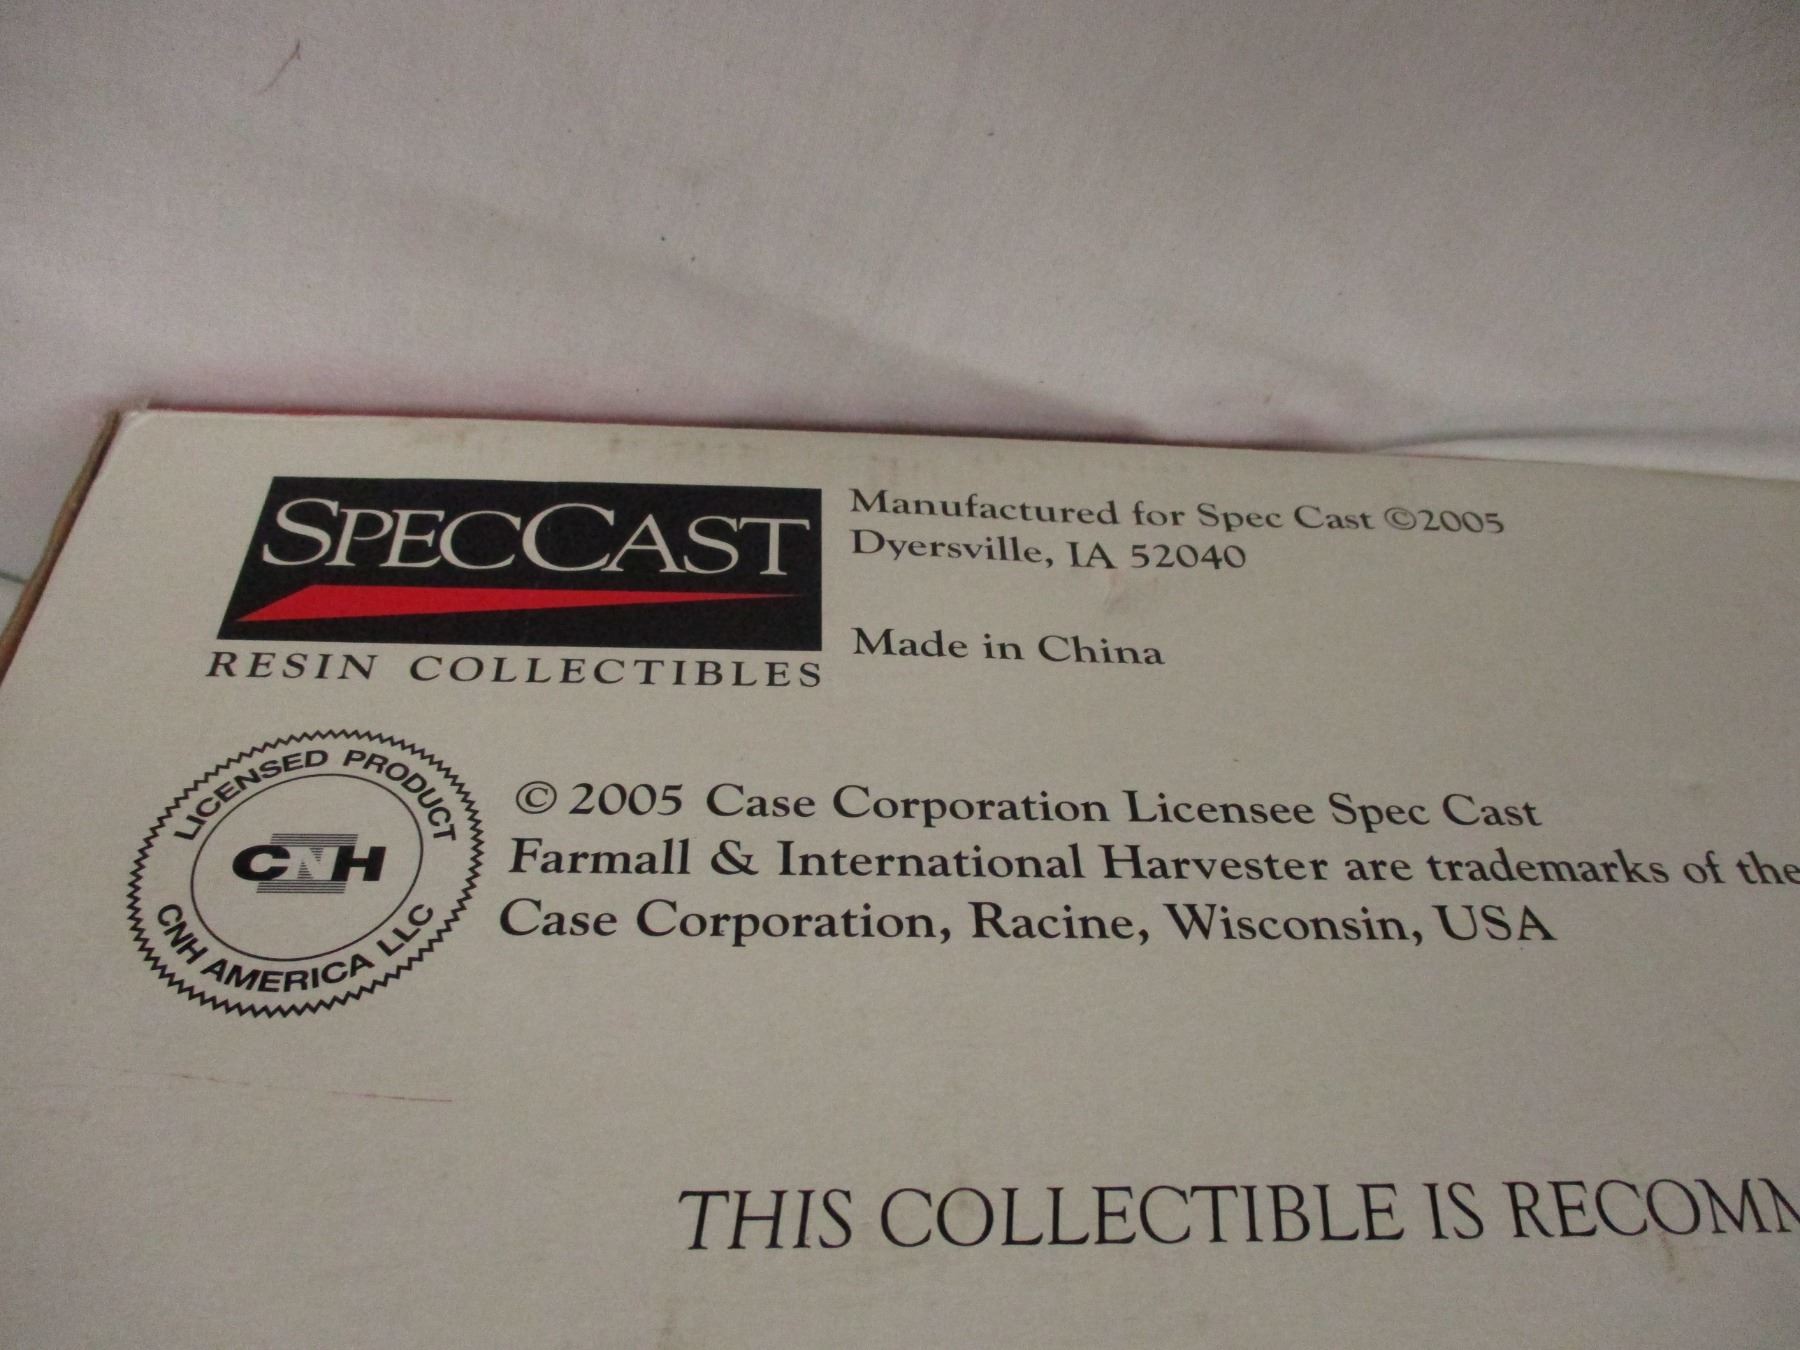 SPECCAST
RESIN COLLECTIBLES
Manufactured for Spec Cast ©2005
Dyersville, IA 52040
Made in China
LICENSED PRODUCT
CNH
CNH AMERICA LLC
© 2005 Case Corporation Licensee Spec Cast
Farmall & International Harvester are trademarks of the
Case Corporation, Racine, Wisconsin, USA
THIS COLLECTIBLE IS